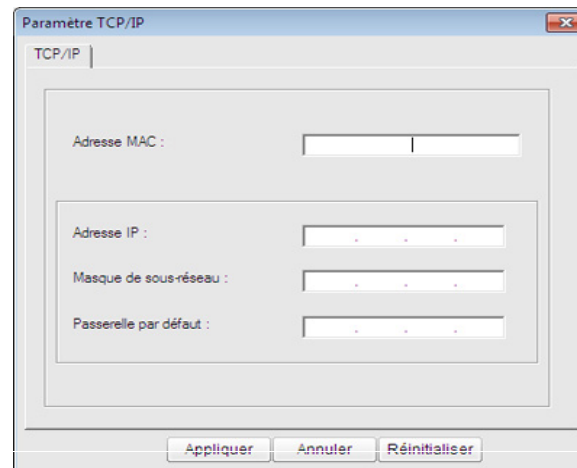 Paramètre TCP/IP
TCP/IP
Adresse MAC :
Adresse IP :
. . .
Masque de sous-réseau :
. . .
Passerelle par défaut :
. . .
Appliquer Annuler Réinitialiser